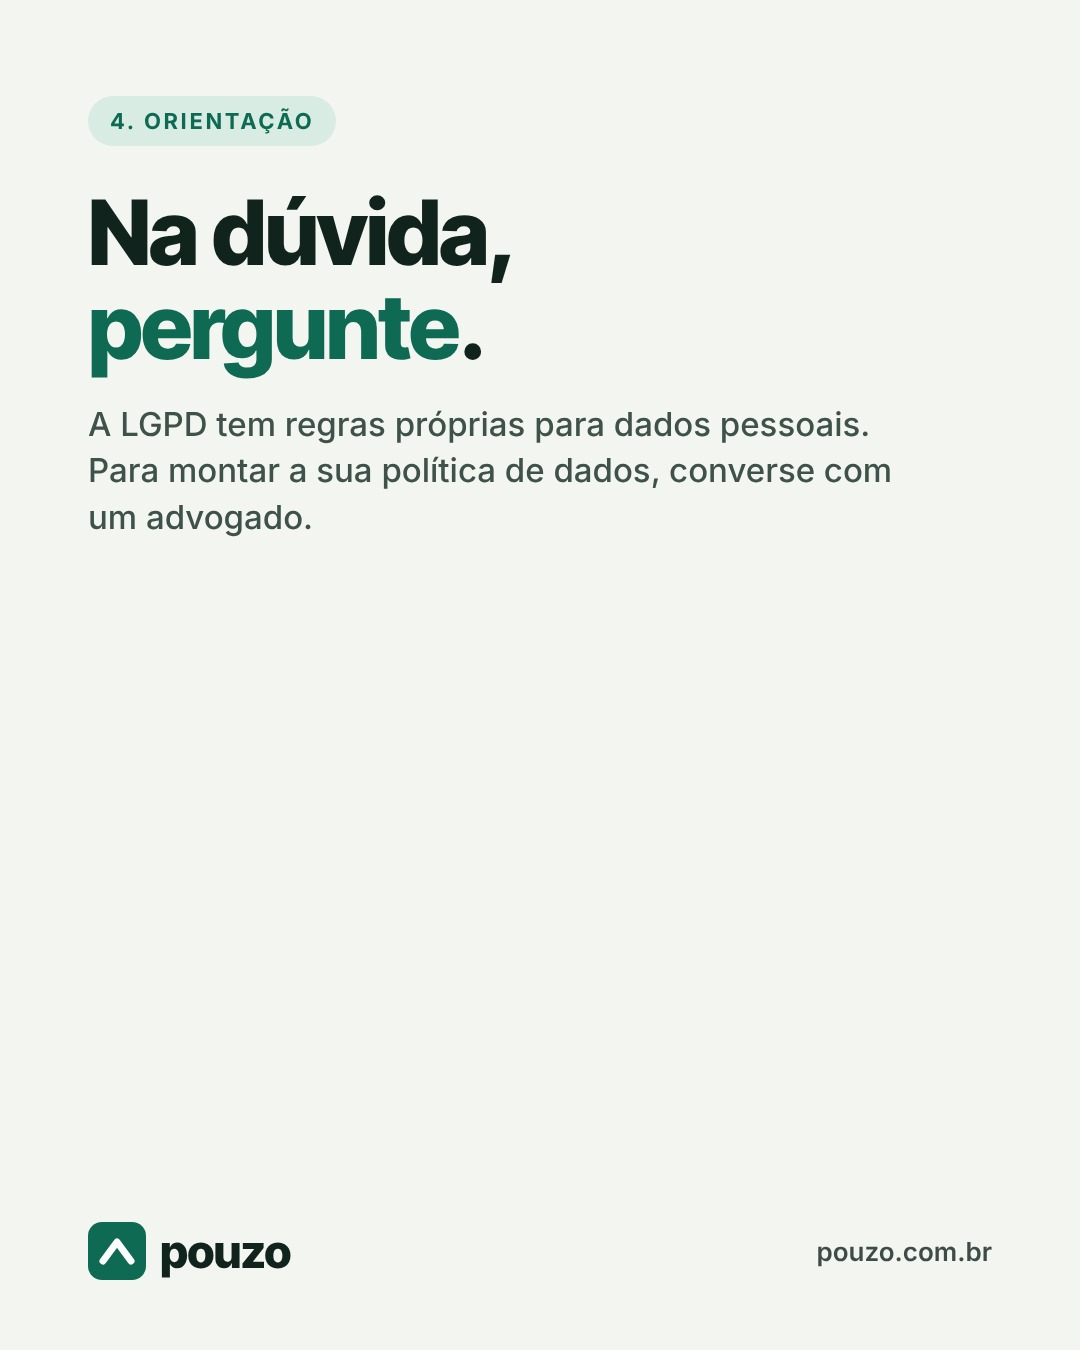 4. ORIENTAÇÃO
Na dúvida,
pergunte.
A LGPD tem regras próprias para dados pessoais.
Para montar a sua política de dados, converse com
um advogado.
pouzo
pouzo.com.br